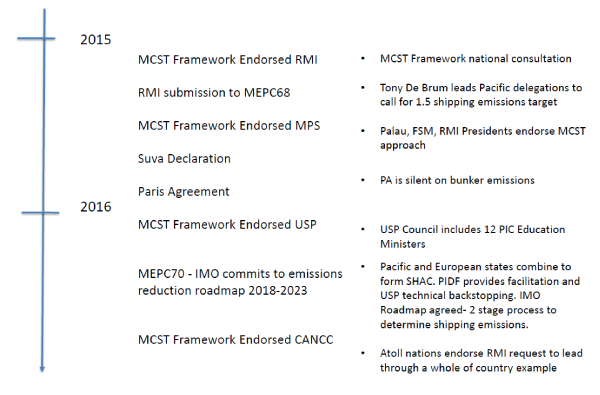 2015
MCST Framework Endorsed RMI
• MCST Framework national consultation
RMI submission to MEPC68
• Tony De Brum leads Pacific delegations to
call for 1.5 shipping emissions target
MCST Framework Endorsed MPS
• Palau, FSM, RMI Presidents endorse MCST
approach
Suva Declaration
Paris Agreement
• PA is silent on bunker emissions
2016
MCST Framework Endorsed USP
• USP Council includes 12 PIC Education
Ministers
MEPC70 - IMO commits to emissions
reduction roadmap 2018-2023
• Pacific and European states combine to
form SHAC. PIDF provides facilitation and
USP technical backstopping. IMO
Roadmap agreed- 2 stage process to
determine shipping emissions.
MCST Framework Endorsed CANCC
• Atoll nations endorse RMI request to lead
through a whole of country example